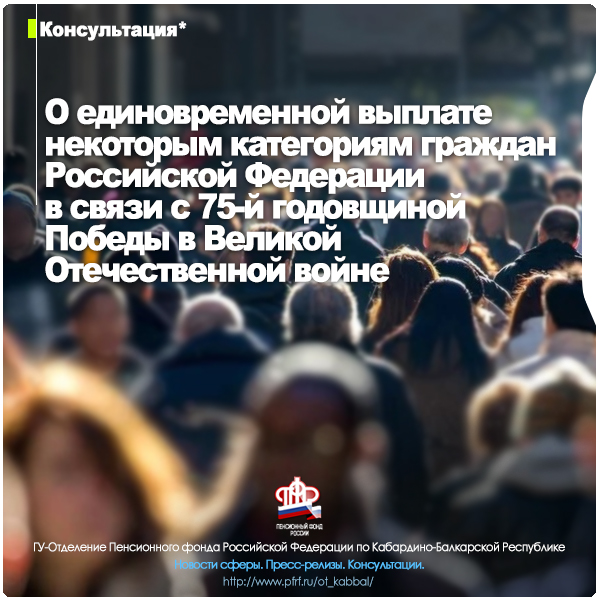 Консультация*
О единовременной выплате
некоторым категориям граждан
Российской Федерации
в связи с 75-й годовщиной
Победы в Великой
Отечественной войне
ПФР
ПЕНСИОННЫЙ ФОНД
РОССИИ
ГУ-Отделение Пенсионного фонда Российской Федерации по Кабардино-Балкарской Республике
Новости сферы. Пресс-релизы. Консультации.
http://www.pfrf.ru/ot_kabbal/